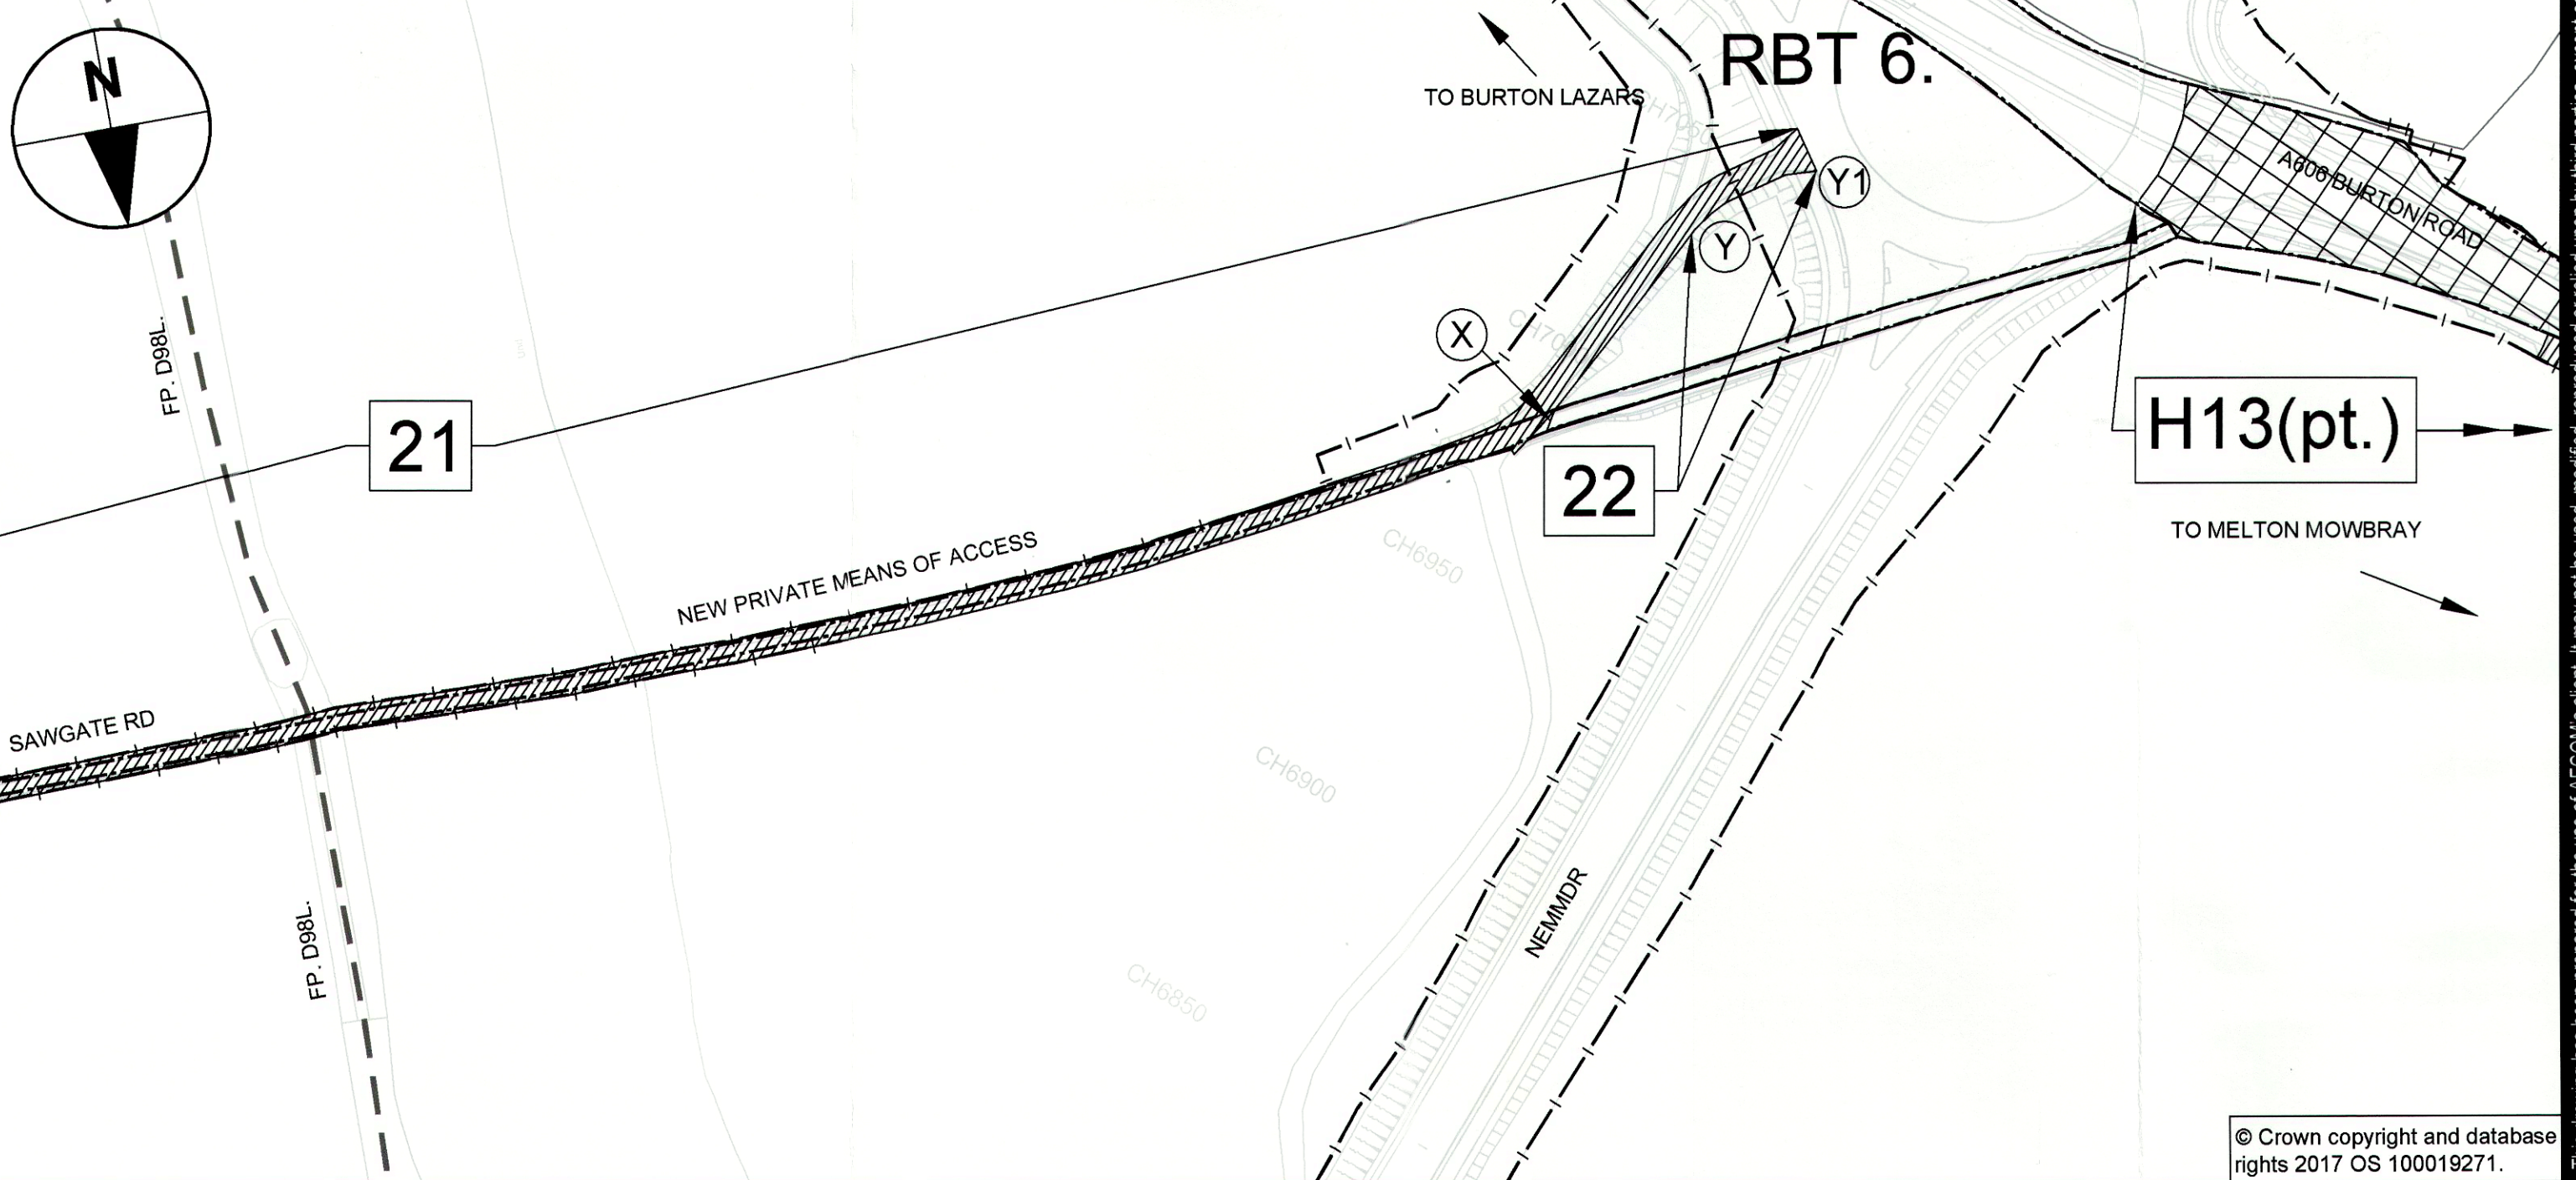 N
RBT 6.
TO BURTON LAZARS
CH7050
Y1
A606 BURTON ROAD
Y
X
CH70
FP. D98L.
21
H13(pt.)
22
TO MELTON MOWBRAY
NEW PRIVATE MEANS OF ACCESS
CH6950
SAWGATE RD
CH6900
NEMMDR
FP. D98L.
CH6850
© Crown copyright and database
rights 2017 OS 100019271.